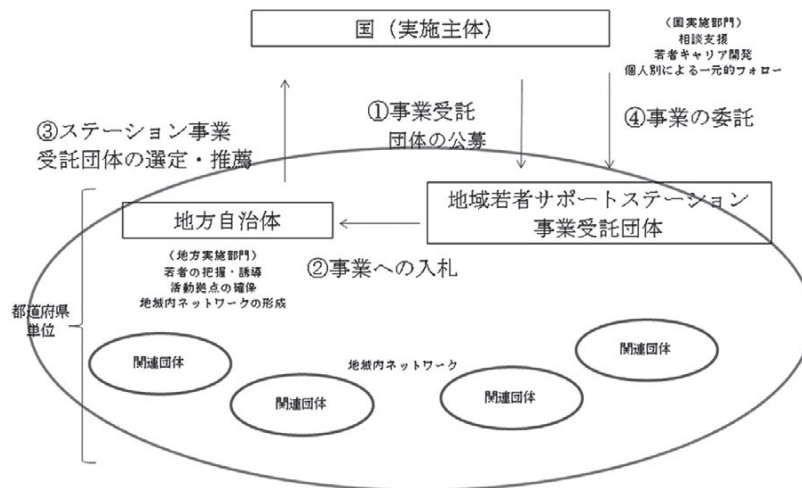 国（実施主体）
（国実施部門）
相談支援
若者キャリア開発
個人別による一元的フォロー
①事業受託
団体の公募
④事業の委託
③ステーション事業
受託団体の選定・推薦
地方自治体
地域若者サポートステーション
事業受託団体
（地方実施部門）
若者の把握・誘導
活動拠点の確保
地域内ネットワークの形成
②事業への入札
都道府県
単位
関連団体
地域内ネットワーク
関連団体
関連団体
関連団体